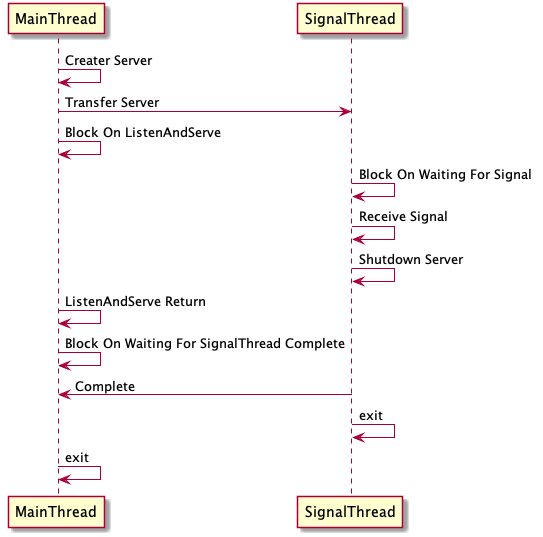 MainThread
SignalThread
Creater Server
Transfer Server
Block On ListenAndServe
Block On Waiting For Signal
Receive Signal
Shutdown Server
ListenAndServe Return
Block On Waiting For SignalThread Complete
Complete
exit
exit
MainThread
SignalThread